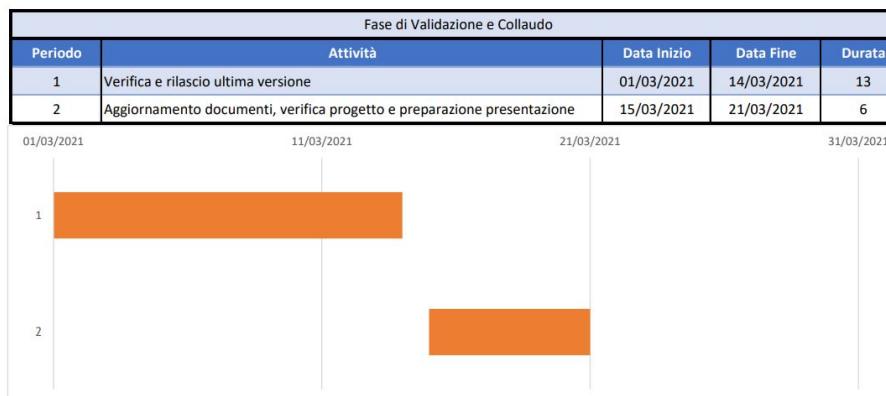 Fase di Validazione e Collaudo
Periodo Attività Data Inizio Data Fine Durata
1 Verifica e rilascio ultima versione 01/03/2021 14/03/2021 13
2 Aggiornamento documenti, verifica progetto e preparazione presentazione 15/03/2021 21/03/2021 6
01/03/2021 11/03/2021 21/03/2021 31/03/2021
1
2